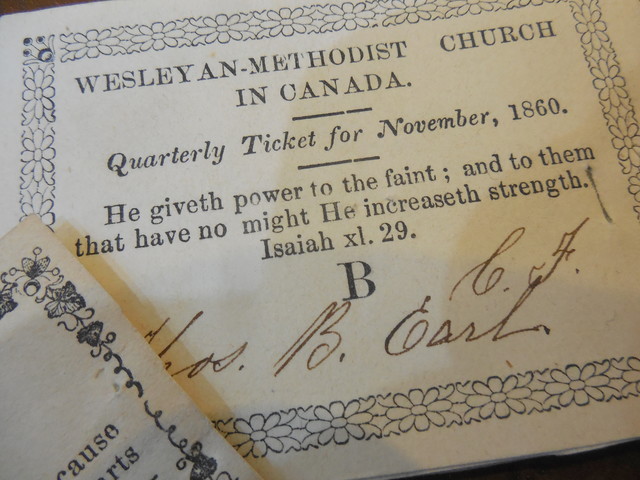 WESLEYAN-METHODIST CHURCH
IN CANADA.
Quarterly Ticket for November, 1860.
He giveth power to the faint; and to them
that have no might He increaseth strength.
Isaiah xl. 29.
B
C. F.
B. Earl.
cause